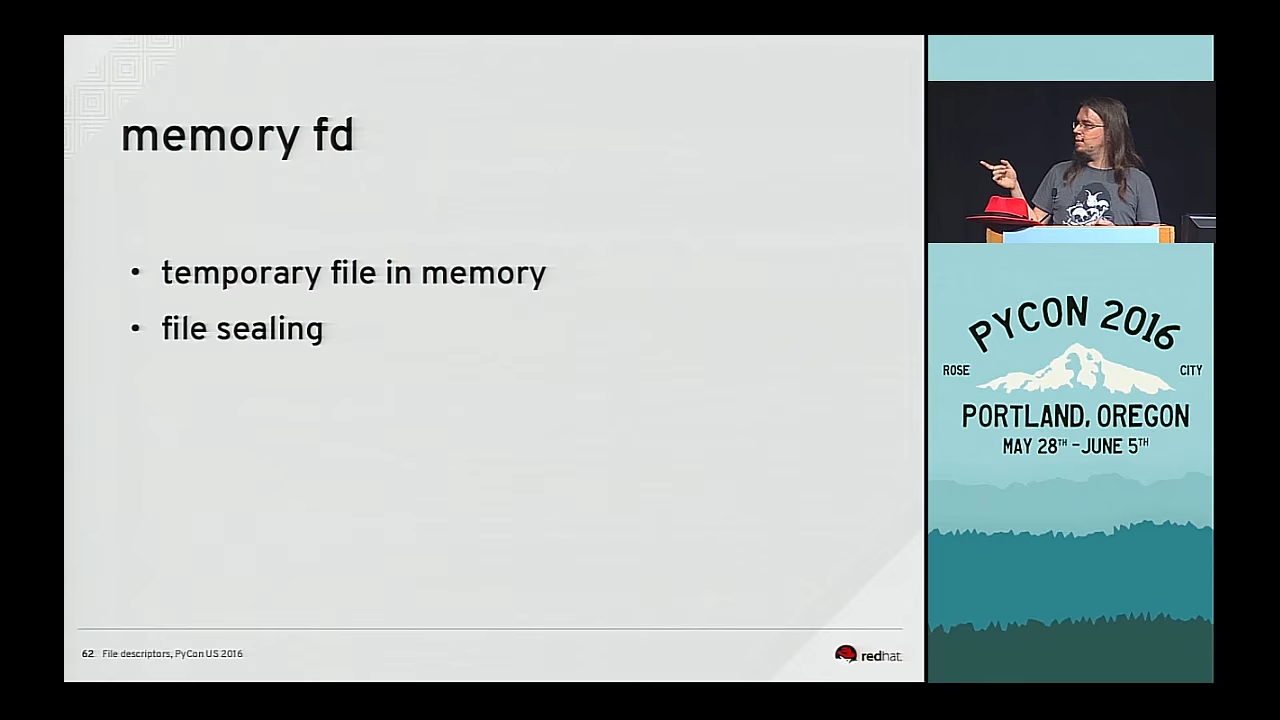 memory fd
• temporary file in memory
• file sealing
62 File descriptors, PyCon US 2016
redhat.
PYCON 2016
ROSE CITY
PORTLAND, OREGON
MAY 28TH - JUNE 5TH